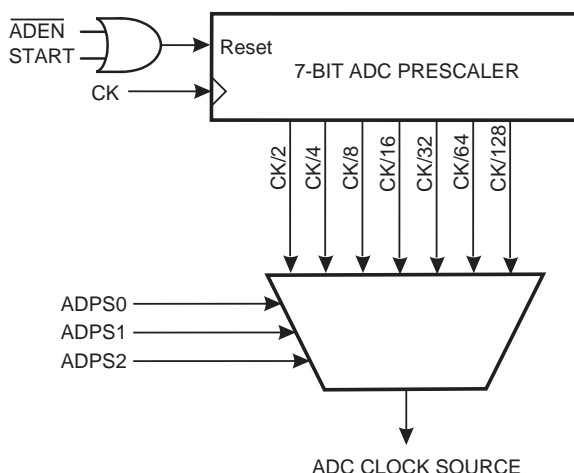 ADEN
START
Reset
7-BIT ADC PRESCALER
CK
CK/2
CK/4
CK/8
CK/16
CK/32
CK/64
CK/128
ADPS0
ADPS1
ADPS2
ADC CLOCK SOURCE